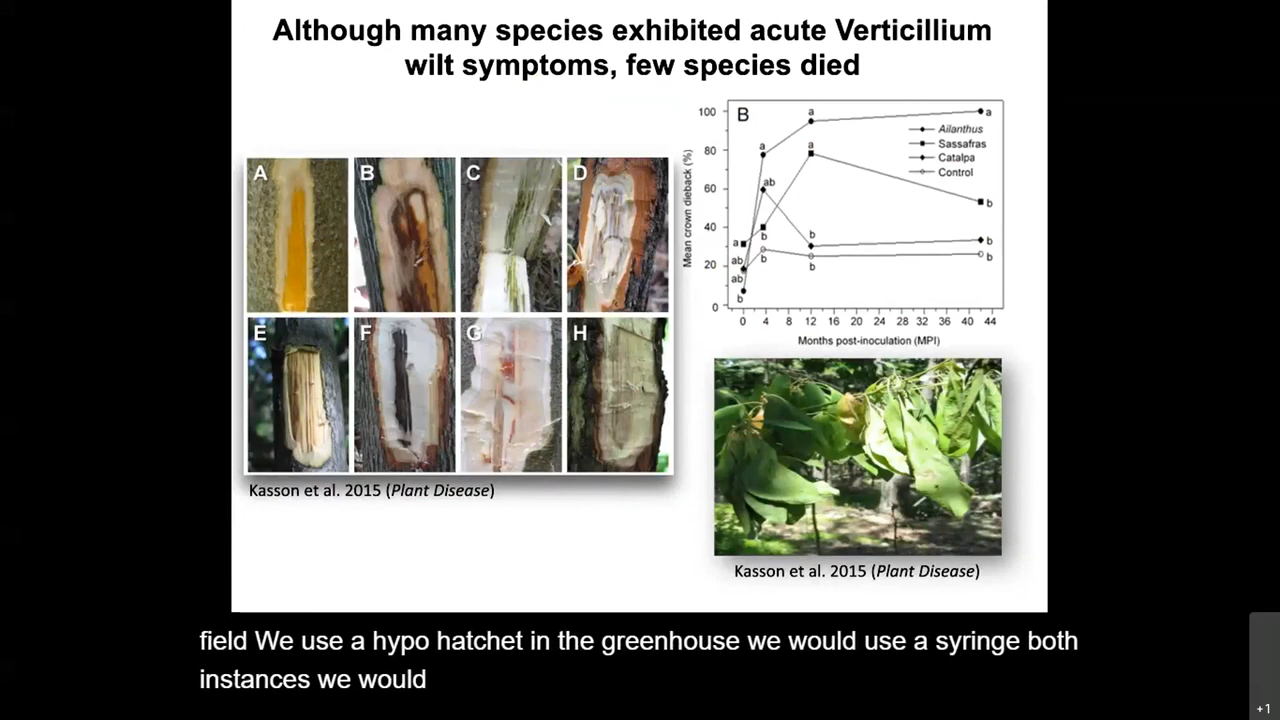 Although many species exhibited acute Verticillium
wilt symptoms, few species died
A
B
C
D
E
F
G
H
Kasson et al. 2015 (Plant Disease)
B
Mean crown dieback (%)
100
80
60
40
20
0
a
a
a
a
ab
a
b
b
b
b
b
b
b
a
ab
ab
b
Ailanthus
Sassafras
Catalpa
Control
0 4 8 12 16 20 24 28 32 36 40 44
Months post-inoculation (MPI)
Kasson et al. 2015 (Plant Disease)
field We use a hypo hatchet in the greenhouse we would use a syringe both
instances we would
+1